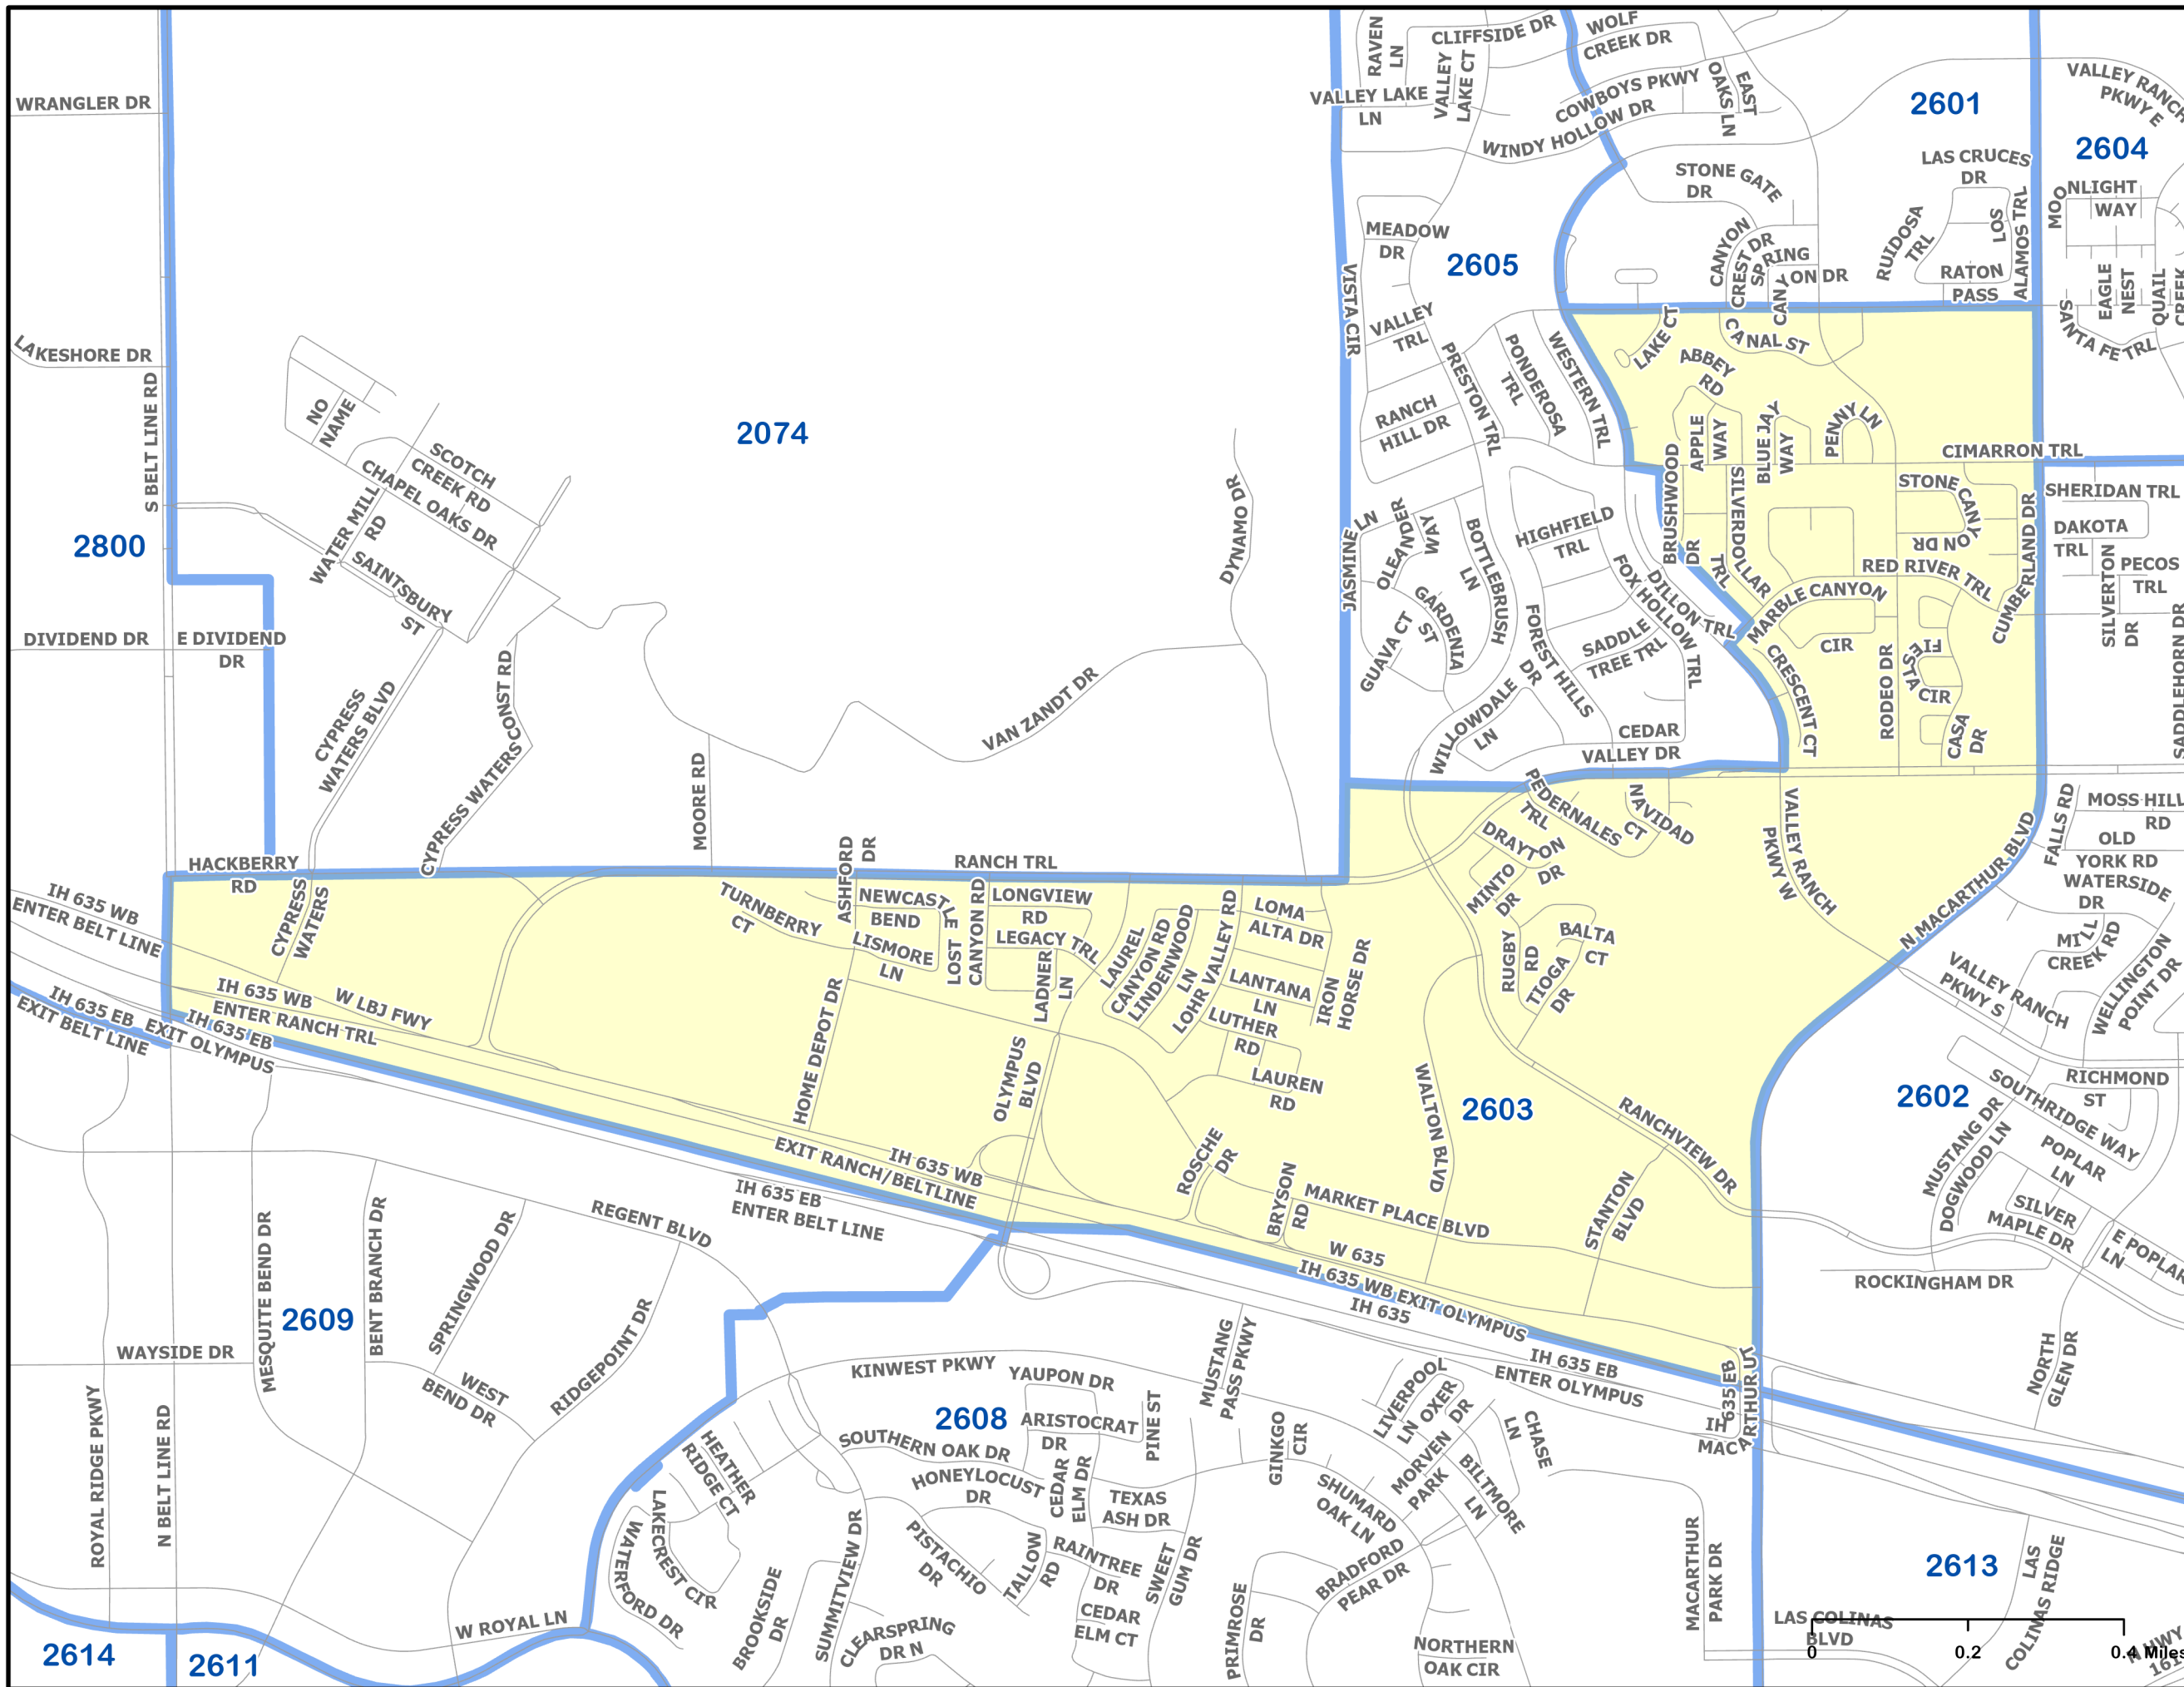 WRANGLER DR
LAKESHORE DR
S BELT LINE RD
2800
DIVIDEND DR
E DIVIDEND
DR
NO
NAME
SCOTCH
CREEK RD
CHAPEL OAKS DR
WATER MILL
RD
SAINTSBURY
ST
CYPRESS
WATERS BLVD
CONST RD
CYPRESS WATERS
MOORE RD
VAN ZANDT DR
DYNAMO DR
2074
HACKBERRY
RD
RANCH TRL
RAVEN
LN
CLIFFSIDE DR
WOLF
CREEK DR
VALLEY
LAKE CT
VALLEY LAKE
LN
COWBOYS PKWY
WINDY HOLLOW DR
EAST
OAKS LN
2601
VALLEY RANCH
PKWY E
2604
STONE GATE
DR
LAS CRUCES
DR
MOONLIGHT
WAY
RUIDOSA
TRL
LOS
ALAMOS TRL
RATON
PASS
CANYON
CREST DR
SPRING
CANYON DR
EAGLE
NEST
QUAIL
CREEK
SANTA FE TRL
MEADOW
DR
2605
VISTA CIR
VALLEY
TRL
PRESTON TRL
PONDEROSA
TRL
WESTERN TRL
RANCH
HILL DR
LAKE CT
CANAL ST
ABBEY
RD
APPLE
WAY
BLUE JAY
WAY
PENNY LN
CIMARRON TRL
BRUSHWOOD
DR
SILVERDOLLAR
TRL
STONE
CANYON DR
RED RIVER TRL
CUMBERLAND DR
SHERIDAN TRL
DAKOTA
TRL
SILVERTON
DR
PECOS
TRL
SADDLEHORN DR
JASMINE
LN
OLEANDER
WAY
BOTTLEBRUSH
LN
HIGHFIELD
TRL
GARDENIA
ST
GUAVA CT
FOX HOLLOW TRL
DILLON TRL
SADDLE
TREE TRL
FOREST HILLS
DR
WILLOWDALE
LN
CEDAR
VALLEY DR
MARBLE CANYON
CIR
CRESCENT CT
RODEO DR
FIESTA
CIR
CASA
DR
PEDERNALES
TRL
NAVIDAD
CT
DRAYTON
DR
MINTO
DR
VALLEY RANCH
PKWY W
FALLS RD
MOSS HILL
RD
OLD
YORK RD
WATERSIDE
DR
N MACARTHUR BLVD
MILL
CREEK RD
WELLINGTON
POINT DR
VALLEY RANCH
PKWY S
IH 635 WB
ENTER BELT LINE
IH 635 EB
EXIT BELT LINE
EXIT OLYMPUS
IH 635 EB
CYPRESS
WATERS
IH 635 WB
ENTER RANCH TRL
W LBJ FWY
TURNBERRY
CT
ASHFORD
DR
NEWCASTLE
BEND
LISMORE
LN
LOST
CANYON RD
LONGVIEW
RD
LEGACY TRL
LADNER
LN
LAUREL
CANYON RD
LINDENWOOD
LN
LOHR VALLEY RD
LOMA
ALTA DR
LANTANA
LN
LUTHER
RD
LAUREN
RD
IRON
HORSE DR
RUGBY
RD
BALTA
CT
TIOGA
DR
HOME DEPOT DR
OLYMPUS
BLVD
WALTON BLVD
2603
RANCHVIEW DR
2602
RICHMOND
ST
SOUTHRIDGE WAY
MUSTANG DR
DOGWOOD LN
POPLAR
LN
SILVER
MAPLE DR
E POPLAR
LN
ROCKINGHAM DR
NORTH
GLEN DR
ROSCHE
DR
BRYSON
RD
MARKET PLACE BLVD
STANTON
BLVD
EXIT RANCH/BELTLINE
IH 635 WB
IH 635 EB
ENTER BELT LINE
W 635
IH 635 WB EXIT OLYMPUS
IH 635
IH 635 EB
ENTER OLYMPUS
IH 635 EB
MACARTHUR UT
REGENT BLVD
MESQUITE BEND DR
BENT BRANCH DR
SPRINGWOOD DR
RIDGEPOINT DR
2609
WAYSIDE DR
WEST
BEND DR
ROYAL RIDGE PKWY
N BELT LINE RD
KINWEST PKWY
YAUPON DR
2608
ARISTOCRAT
DR
PINE ST
MUSTANG
PASS PKWY
SOUTHERN OAK DR
HONEYLOCUST
DR
CEDAR
ELM DR
TEXAS
ASH DR
GINKGO
CIR
LIVERPOOL
LN
OXER
DR
MORVEN
PARK
CHASE
LN
BILTMORE
LN
SHUMARD
OAK LN
BRADFORD
PEAR DR
HEATHER
RIDGE CT
LAKECREST CIR
WATERFORD DR
W ROYAL LN
BROOKSIDE
DR
SUMMITVIEW DR
PISTACHIO
DR
TALLOW
RD
RAINTREE
DR
SWEET
GUM DR
CEDAR
ELM CT
CLEARSPRING
DR N
PRIMROSE
DR
NORTHERN
OAK CIR
MACARTHUR
PARK DR
2613
LAS
COLINAS RIDGE
LAS COLINAS
BLVD
N HWY
161
2614
2611
0 0.2 0.4 Miles